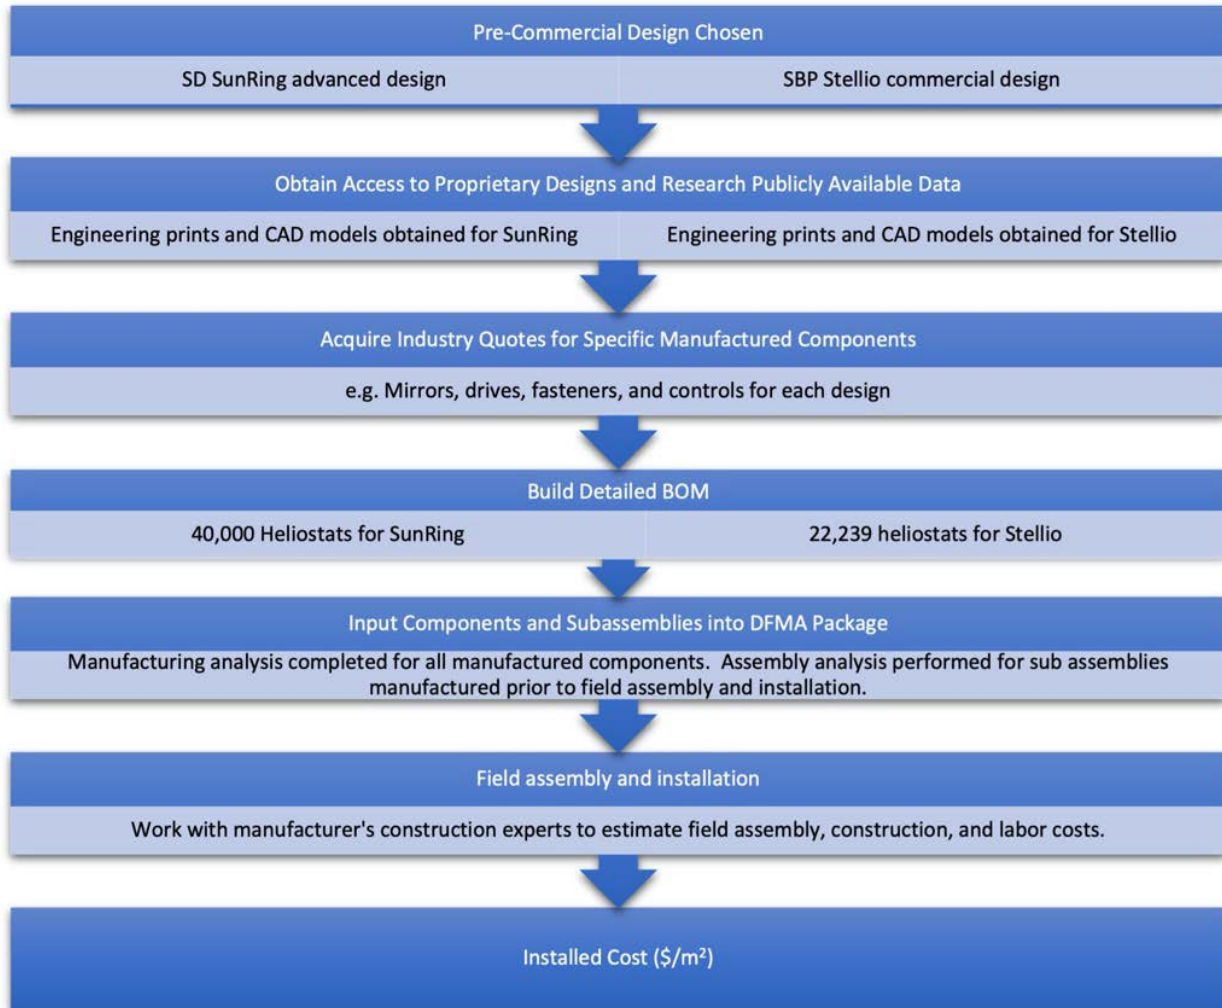 Pre-Commercial Design Chosen
SD SunRing advanced design
SBP Stellio commercial design
Obtain Access to Proprietary Designs and Research Publicly Available Data
Engineering prints and CAD models obtained for SunRing
Engineering prints and CAD models obtained for Stellio
Acquire Industry Quotes for Specific Manufactured Components
e.g. Mirrors, drives, fasteners, and controls for each design
Build Detailed BOM
40,000 Heliostats for SunRing
22,239 heliostats for Stellio
Input Components and Subassemblies into DFMA Package
Manufacturing analysis completed for all manufactured components.  Assembly analysis performed for sub assemblies
manufactured prior to field assembly and installation.
Field assembly and installation
Work with manufacturer's construction experts to estimate field assembly, construction, and labor costs.
Installed Cost ($/m²)